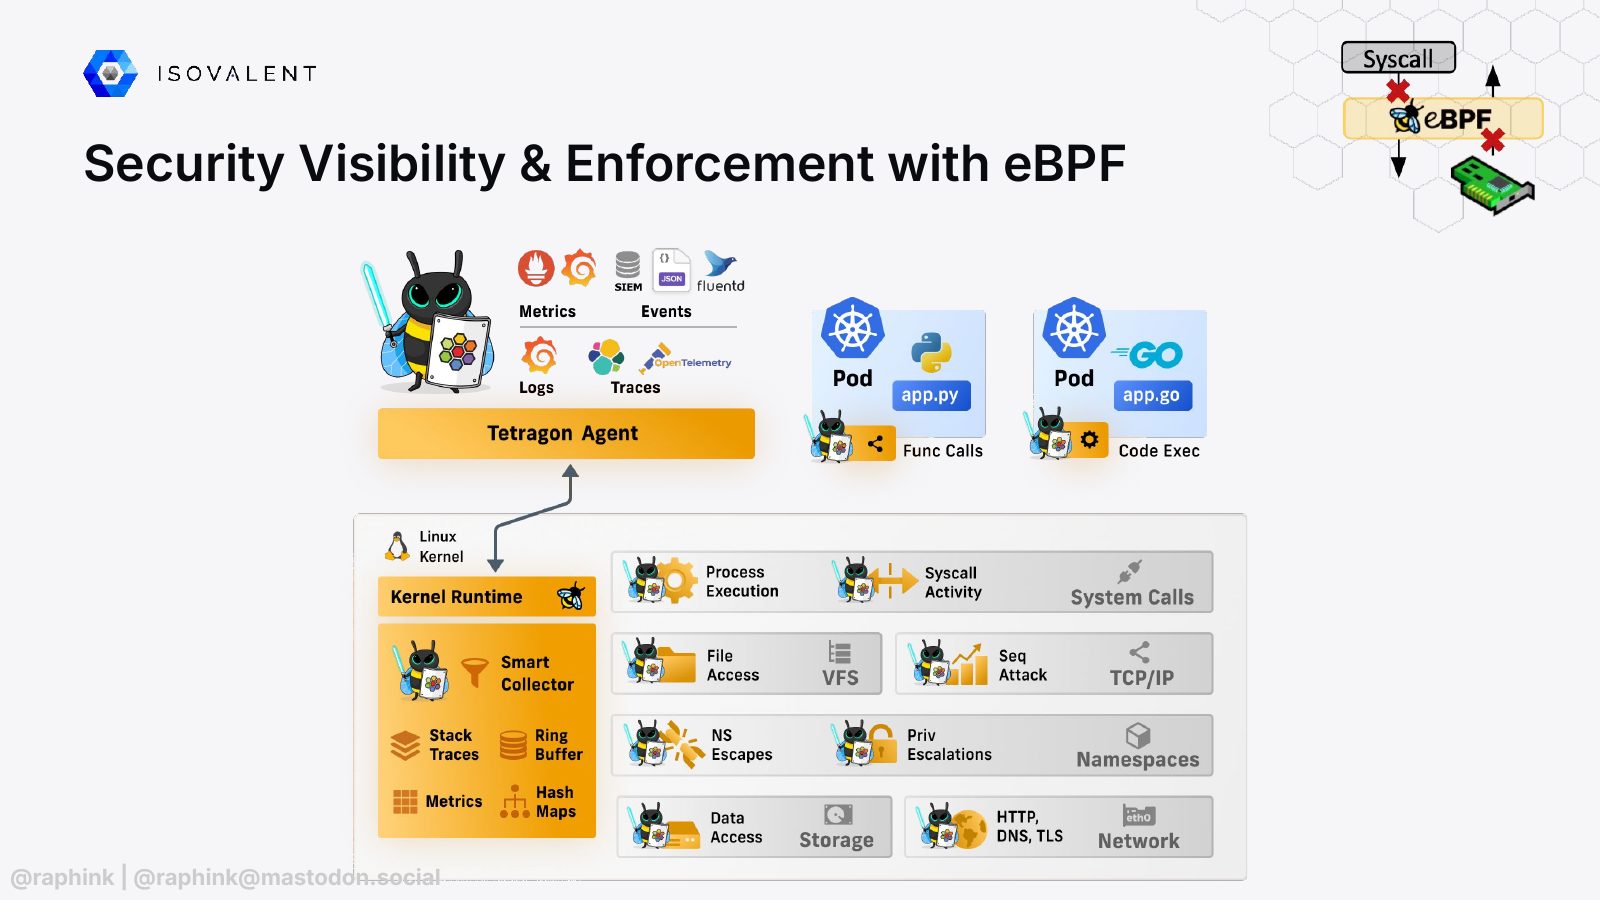 ISOVALENT
Syscall
eBPF
Security Visibility & Enforcement with eBPF
SIEM
{}
JSON
fluentd
Metrics
Events
OpenTelemetry
Logs
Traces
Tetragon Agent
Pod
app.py
Func Calls
Pod
GO
app.go
Code Exec
Linux
Kernel
Kernel Runtime
Smart
Collector
Stack
Traces
Ring
Buffer
Metrics
Hash
Maps
Process
Execution
Syscall
Activity
System Calls
File
Access
VFS
Seq
Attack
TCP/IP
NS
Escapes
Priv
Escalations
Namespaces
Data
Access
Storage
HTTP,
DNS, TLS
eth0
Network
@raphink | @raphink@mastodon.social